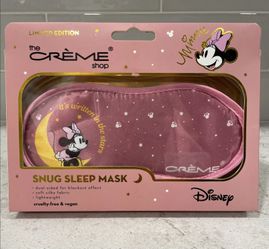 LIMITED EDITION
the
CRÈME
shop
Minnie
it's written in the stars
CRÈME
SNUG SLEEP MASK
• dual-sided for blackout effect
• soft silky fabric
• lightweight
cruelty-free & vegan
Disney